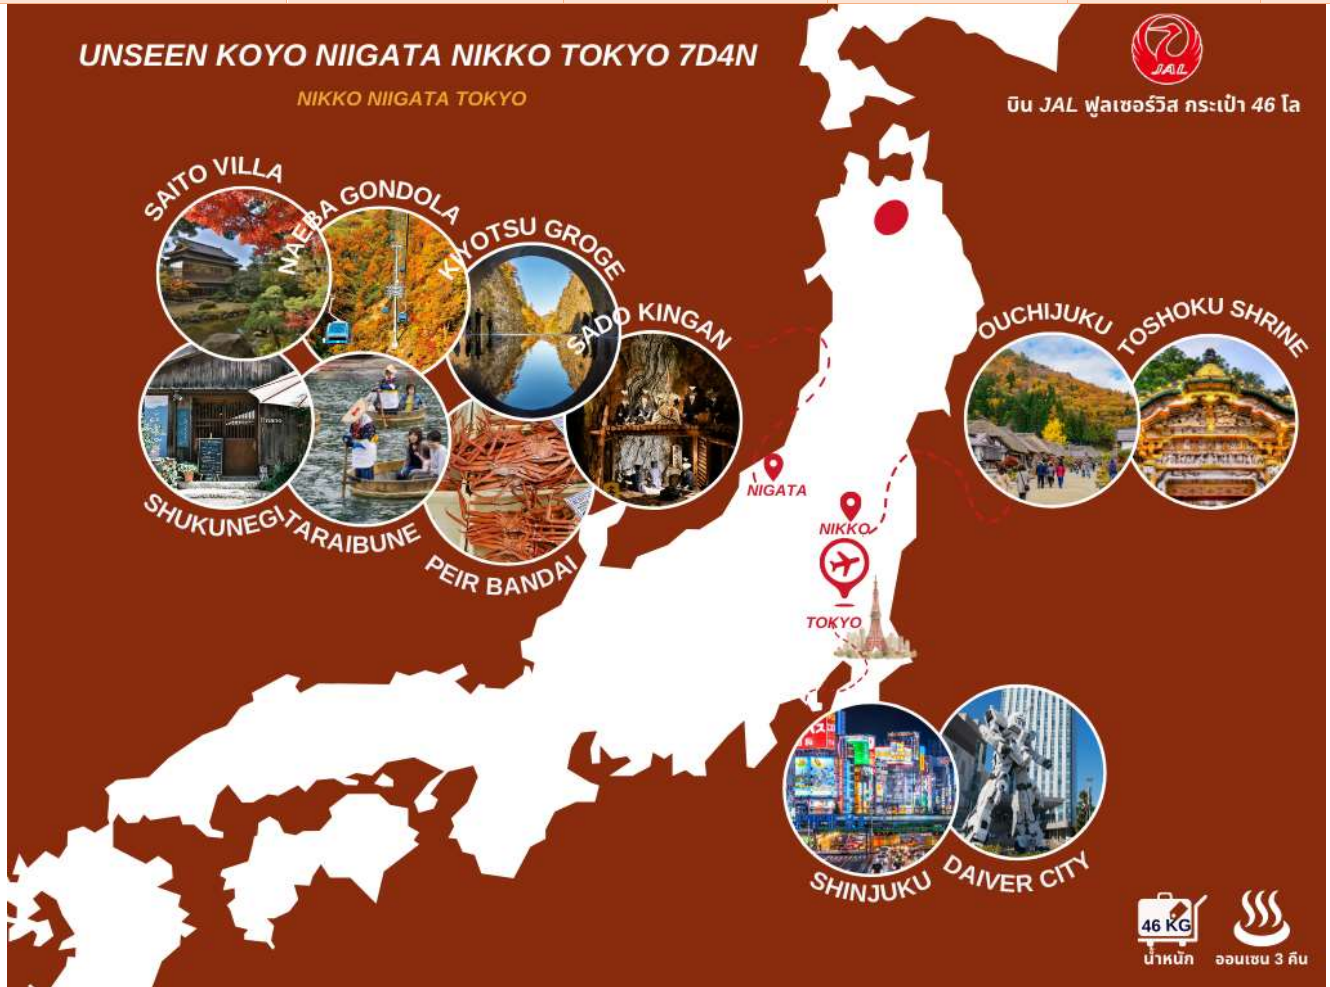 UNSEEN KOYO NIIGATA NIKKO TOKYO 7D4N
NIKKO NIIGATA TOKYO
JAL
บิน JAL ฟูลเซอร์วิส กระเป๋า 46 โล
SAITO VILLA
NAEBA GONDOLA
KIYOTSU GROGE
SADO KINGAN
OUCHIJUKU
TOSHOKU SHRINE
SHUKUNEGI
TARAIBUNE
PEIR BANDAI
NIGATA
NIKKO
TOKYO
SHINJUKU
DAIVER CITY
46 KG
น้ำหนัก
ออนเซน 3 คืน